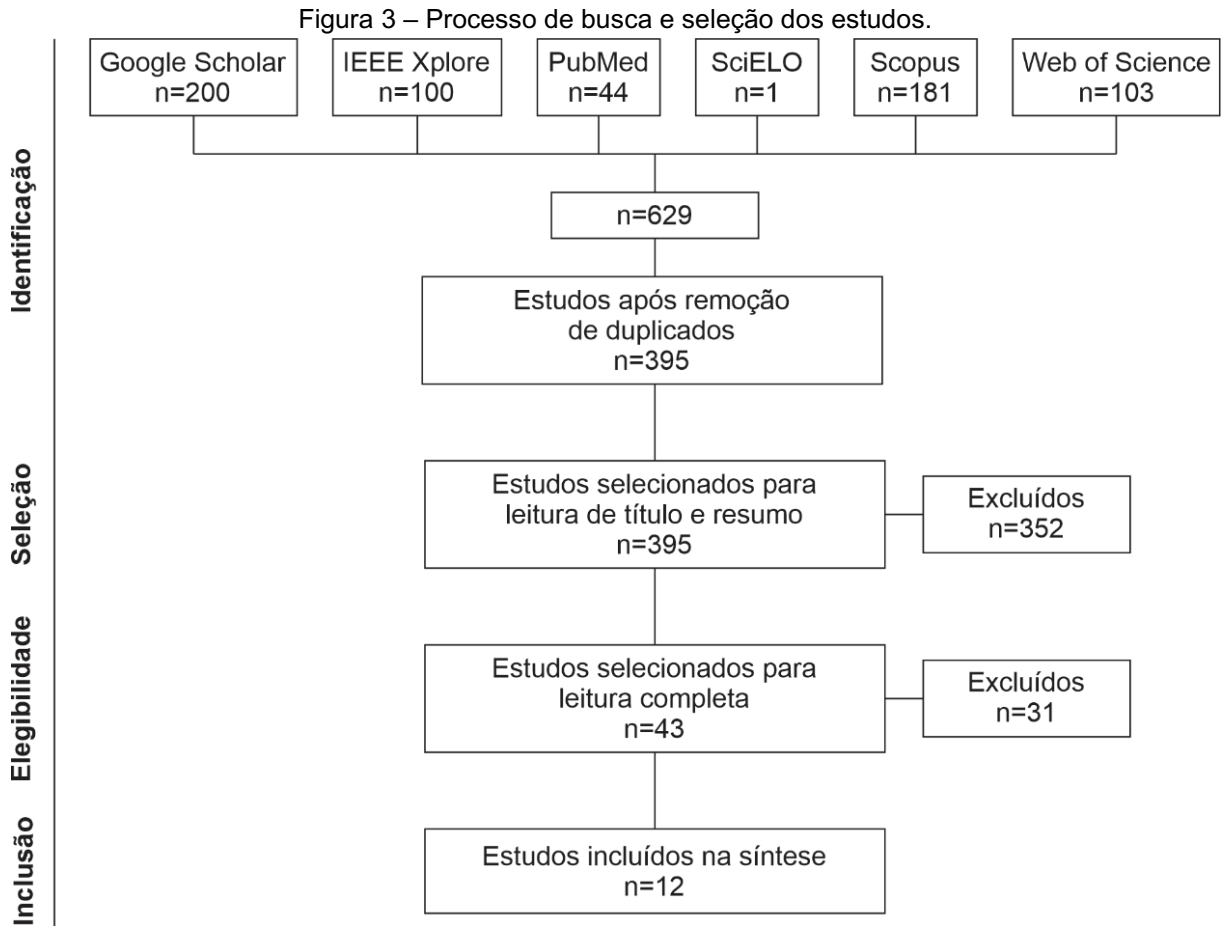 Figura 3 – Processo de busca e seleção dos estudos.
Google Scholar
n=200
IEEE Xplore
n=100
PubMed
n=44
SciELO
n=1
Scopus
n=181
Web of Science
n=103
Identificação
n=629
Estudos após remoção
de duplicados
n=395
Seleção
Estudos selecionados para
leitura de título e resumo
n=395
Excluídos
n=352
Elegibilidade
Estudos selecionados para
leitura completa
n=43
Excluídos
n=31
Inclusão
Estudos incluídos na síntese
n=12